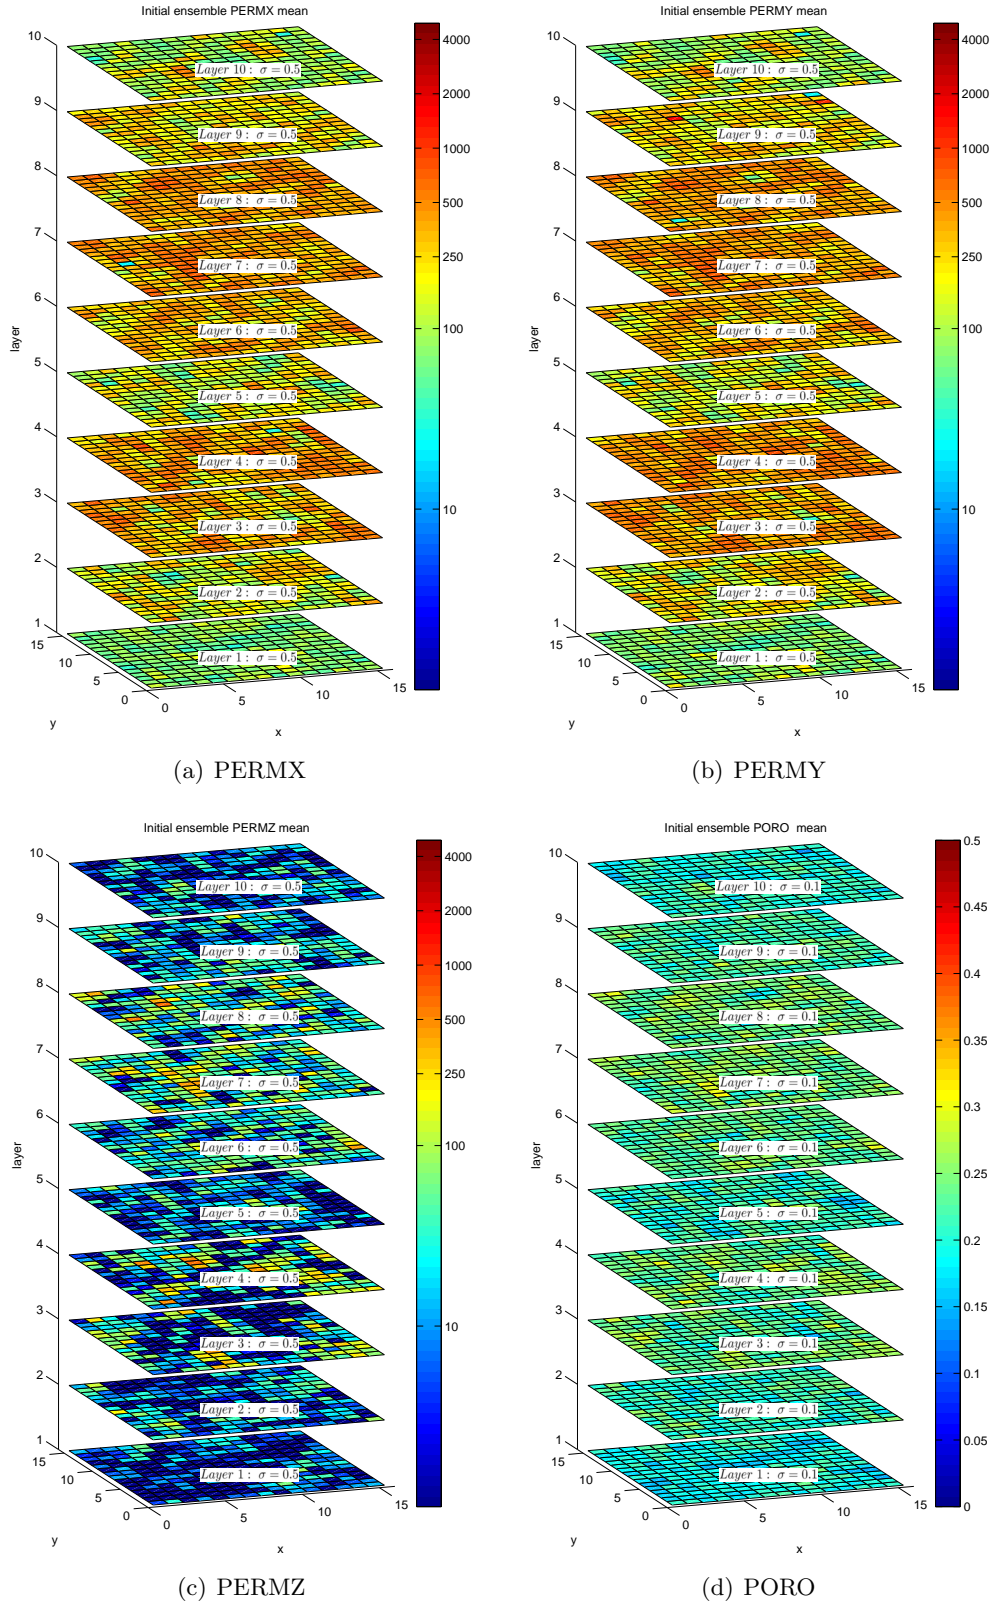 Initial ensemble PERMX mean
10
9
8
7
6
5
4
3
2
1
layer
Layer 10 : σ = 0.5
Layer 9 : σ = 0.5
Layer 8 : σ = 0.5
Layer 7 : σ = 0.5
Layer 6 : σ = 0.5
Layer 5 : σ = 0.5
Layer 4 : σ = 0.5
Layer 3 : σ = 0.5
Layer 2 : σ = 0.5
Layer 1 : σ = 0.5
15
10
5
0
y
0
5
10
15
x
4000
2000
1000
500
250
100
10
(a) PERMX
Initial ensemble PERMY mean
10
9
8
7
6
5
4
3
2
1
layer
Layer 10 : σ = 0.5
Layer 9 : σ = 0.5
Layer 8 : σ = 0.5
Layer 7 : σ = 0.5
Layer 6 : σ = 0.5
Layer 5 : σ = 0.5
Layer 4 : σ = 0.5
Layer 3 : σ = 0.5
Layer 2 : σ = 0.5
Layer 1 : σ = 0.5
15
10
5
0
y
0
5
10
15
x
4000
2000
1000
500
250
100
10
(b) PERMY
Initial ensemble PERMZ mean
10
9
8
7
6
5
4
3
2
1
layer
Layer 10 : σ = 0.5
Layer 9 : σ = 0.5
Layer 8 : σ = 0.5
Layer 7 : σ = 0.5
Layer 6 : σ = 0.5
Layer 5 : σ = 0.5
Layer 4 : σ = 0.5
Layer 3 : σ = 0.5
Layer 2 : σ = 0.5
Layer 1 : σ = 0.5
15
10
5
0
y
0
5
10
15
x
4000
2000
1000
500
250
100
10
(c) PERMZ
Initial ensemble PORO mean
10
9
8
7
6
5
4
3
2
1
layer
Layer 10 : σ = 0.1
Layer 9 : σ = 0.1
Layer 8 : σ = 0.1
Layer 7 : σ = 0.1
Layer 6 : σ = 0.1
Layer 5 : σ = 0.1
Layer 4 : σ = 0.1
Layer 3 : σ = 0.1
Layer 2 : σ = 0.1
Layer 1 : σ = 0.1
15
10
5
0
y
0
5
10
15
x
0.5
0.45
0.4
0.35
0.3
0.25
0.2
0.15
0.1
0.05
0
(d) PORO